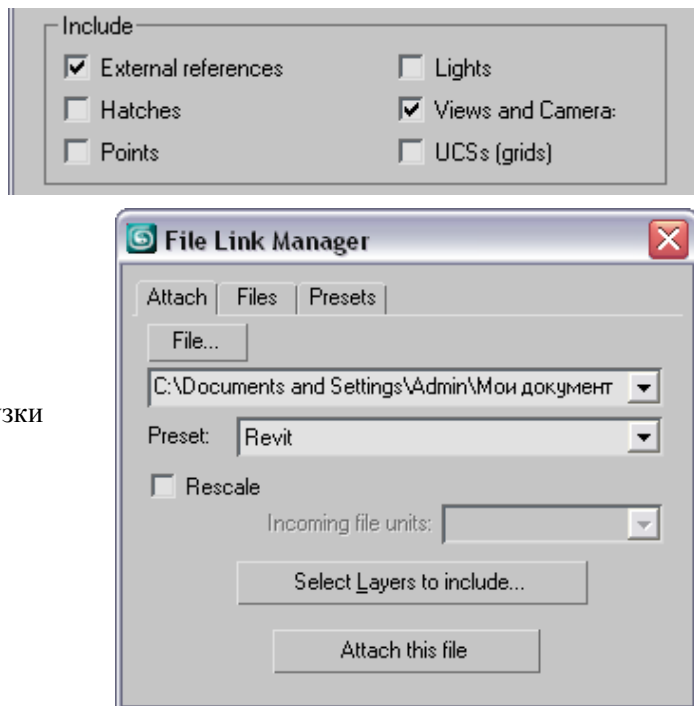 Include
External references
Lights
Hatches
Views and Camera:
Points
UCSs (grids)
File Link Manager
Attach Files Presets
File...
C:\Documents and Settings\Admin\Мои документ
зки
Preset: Revit
Rescale
Incoming file units:
Select Layers to include...
Attach this file